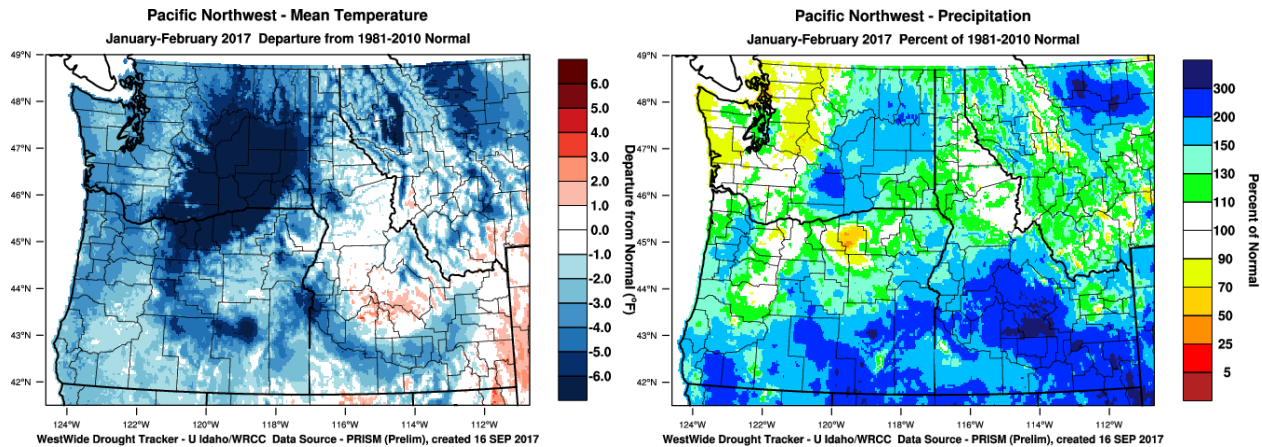 Pacific Northwest - Mean Temperature
January-February 2017 Departure from 1981-2010 Normal
49°N
48°N
47°N
46°N
45°N
44°N
43°N
42°N
124°W
122°W
120°W
118°W
116°W
114°W
112°W
6.0
5.0
4.0
3.0
2.0
1.0
0.0
-1.0
-2.0
-3.0
-4.0
-5.0
-6.0
Departure from Normal (°F)
WestWide Drought Tracker - U Idaho/WRCC Data Source - PRISM (Prelim), created 16 SEP 2017
Pacific Northwest - Precipitation
January-February 2017 Percent of 1981-2010 Normal
49°N
48°N
47°N
46°N
45°N
44°N
43°N
42°N
124°W
122°W
120°W
118°W
116°W
114°W
112°W
300
200
150
130
110
100
90
70
50
25
5
Percent of Normal
WestWide Drought Tracker - U Idaho/WRCC Data Source - PRISM (Prelim), created 16 SEP 2017